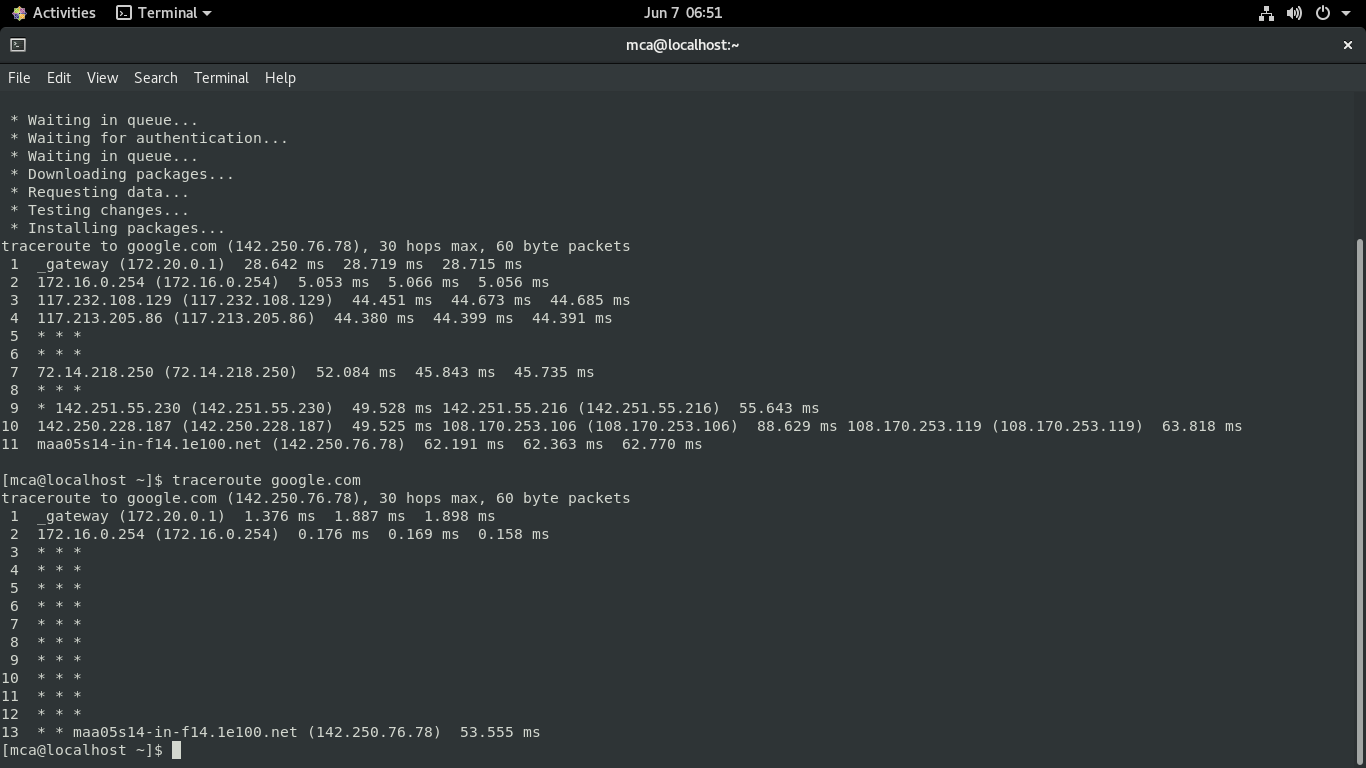 Activities Terminal Jun 7 06:51
mca@localhost:~ ×
File Edit View Search Terminal Help
* Waiting in queue...
* Waiting for authentication...
* Waiting in queue...
* Downloading packages...
* Requesting data...
* Testing changes...
* Installing packages...
traceroute to google.com (142.250.76.78), 30 hops max, 60 byte packets
1 _gateway (172.20.0.1) 28.642 ms 28.719 ms 28.715 ms
2 172.16.0.254 (172.16.0.254) 5.053 ms 5.066 ms 5.056 ms
3 117.232.108.129 (117.232.108.129) 44.451 ms 44.673 ms 44.685 ms
4 117.213.205.86 (117.213.205.86) 44.380 ms 44.399 ms 44.391 ms
5 * * *
6 * * *
7 72.14.218.250 (72.14.218.250) 52.084 ms 45.843 ms 45.735 ms
8 * * *
9 * 142.251.55.230 (142.251.55.230) 49.528 ms 142.251.55.216 (142.251.55.216) 55.643 ms
10 142.250.228.187 (142.250.228.187) 49.525 ms 108.170.253.106 (108.170.253.106) 88.629 ms 108.170.253.119 (108.170.253.119) 63.818 ms
11 maa05s14-in-f14.1e100.net (142.250.76.78) 62.191 ms 62.363 ms 62.770 ms
[mca@localhost ~]$ traceroute google.com
traceroute to google.com (142.250.76.78), 30 hops max, 60 byte packets
1 _gateway (172.20.0.1) 1.376 ms 1.887 ms 1.898 ms
2 172.16.0.254 (172.16.0.254) 0.176 ms 0.169 ms 0.158 ms
3 * * *
4 * * *
5 * * *
6 * * *
7 * * *
8 * * *
9 * * *
10 * * *
11 * * *
12 * * *
13 * * maa05s14-in-f14.1e100.net (142.250.76.78) 53.555 ms
[mca@localhost ~]$